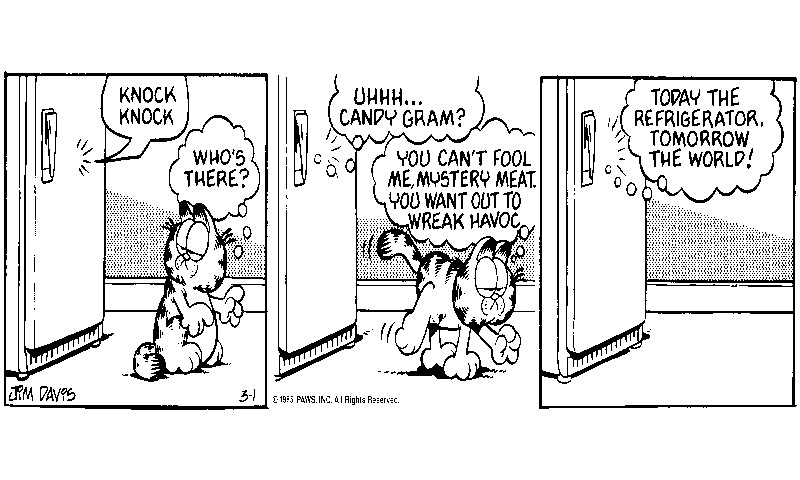 KNOCK
KNOCK
WHO'S
THERE?
JIM DAVIS
3-1
UHHH...
CANDY GRAM?
YOU CAN'T FOOL
ME, MYSTERY MEAT.
YOU WANT OUT TO
WREAK HAVOC
© 1985 PAWS, INC. All Rights Reserved.
TODAY THE
REFRIGERATOR,
TOMORROW
THE WORLD!